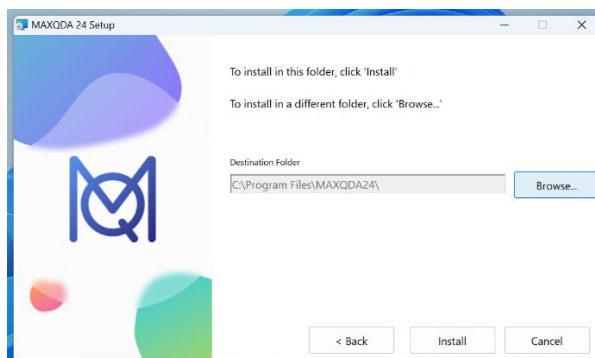 MAXQDA 24 Setup
To install in this folder, click 'Install'
To install in a different folder, click 'Browse...'
Destination Folder
C:\Program Files\MAXQDA24\
Browse...
< Back
Install
Cancel